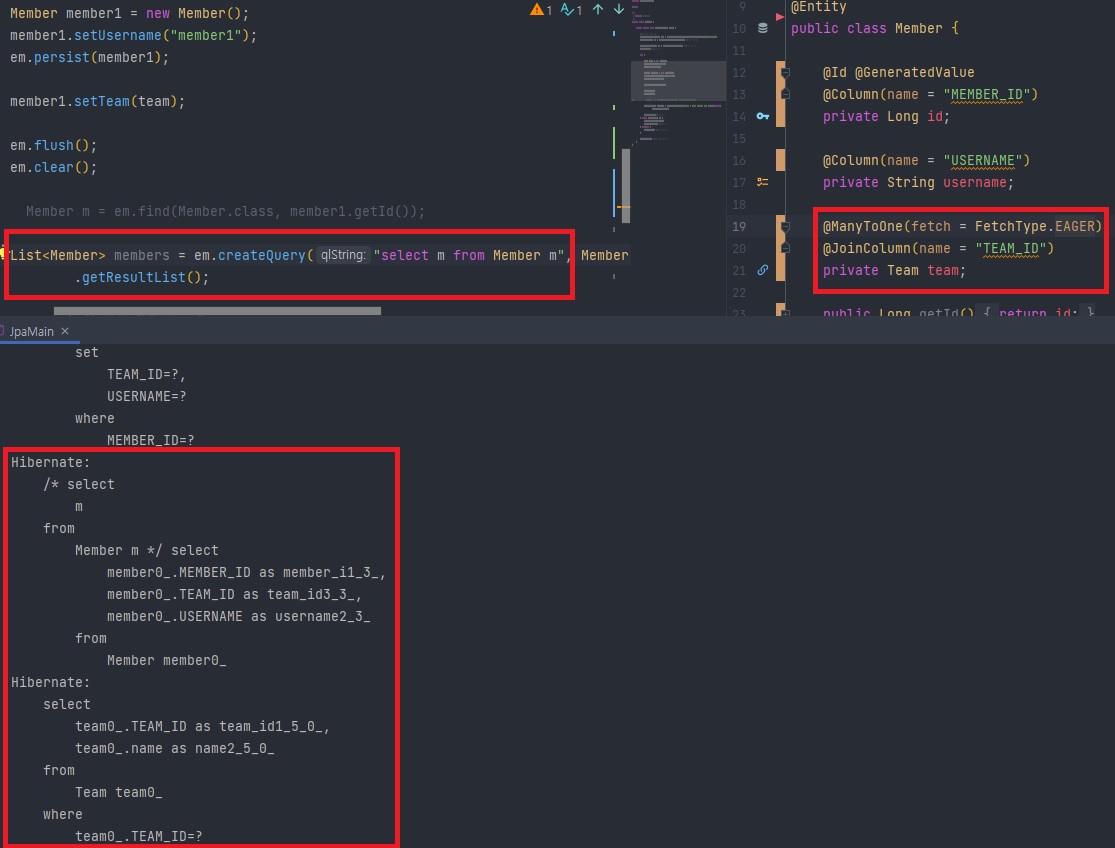 Member member1 = new Member();
member1.setUsername("member1");
em.persist(member1);
member1.setTeam(team);
em.flush();
em.clear();
Member m = em.find(Member.class, member1.getId());
List<Member> members = em.createQuery( qlString: "select m from Member m", Member
.getResultList();
1
1
9 @Entity
10 public class Member {
11
12 @Id @GeneratedValue
13 @Column(name = "MEMBER_ID")
14 private Long id;
15
16 @Column(name = "USERNAME")
17 private String username;
18
19 @ManyToOne(fetch = FetchType.EAGER)
20 @JoinColumn(name = "TEAM_ID")
21 private Team team;
22
23 public Long getId() { return id; }
JpaMain ×
set
TEAM_ID=?,
USERNAME=?
where
MEMBER_ID=?
Hibernate:
/* select
m
from
Member m */ select
member0_.MEMBER_ID as member_i1_3_,
member0_.TEAM_ID as team_id3_3_,
member0_.USERNAME as username2_3_
from
Member member0_
Hibernate:
select
team0_.TEAM_ID as team_id1_5_0_,
team0_.name as name2_5_0_
from
Team team0_
where
team0_.TEAM_ID=?